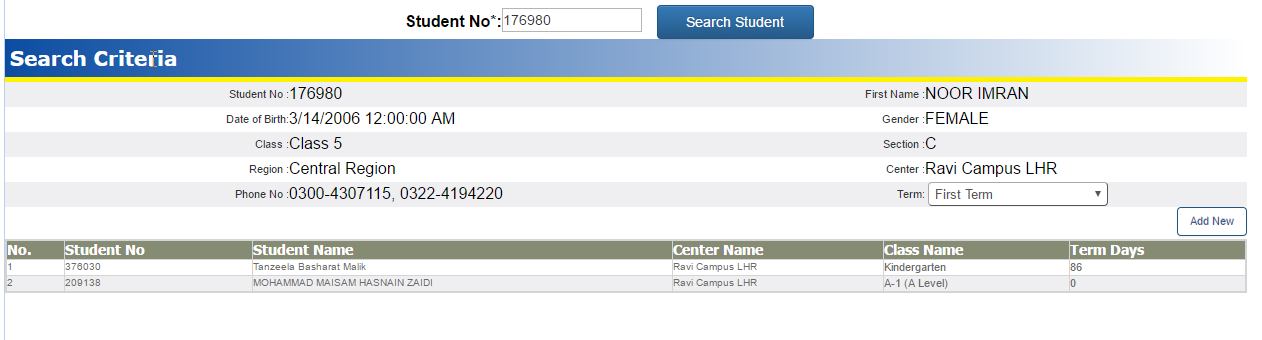 Student No*: 176980 Search Student
Search Criteria
Student No :176980 First Name :NOOR IMRAN
Date of Birth:3/14/2006 12:00:00 AM Gender :FEMALE
Class :Class 5 Section :C
Region :Central Region Center :Ravi Campus LHR
Phone No :0300-4307115, 0322-4194220 Term: First Term
Add New
No. Student No Student Name Center Name Class Name Term Days
1 376030 Tanzeela Basharat Malik Ravi Campus LHR Kindergarten 86
2 209138 MOHAMMAD MAISAM HASNAIN ZAIDI Ravi Campus LHR A-1 (A Level) 0